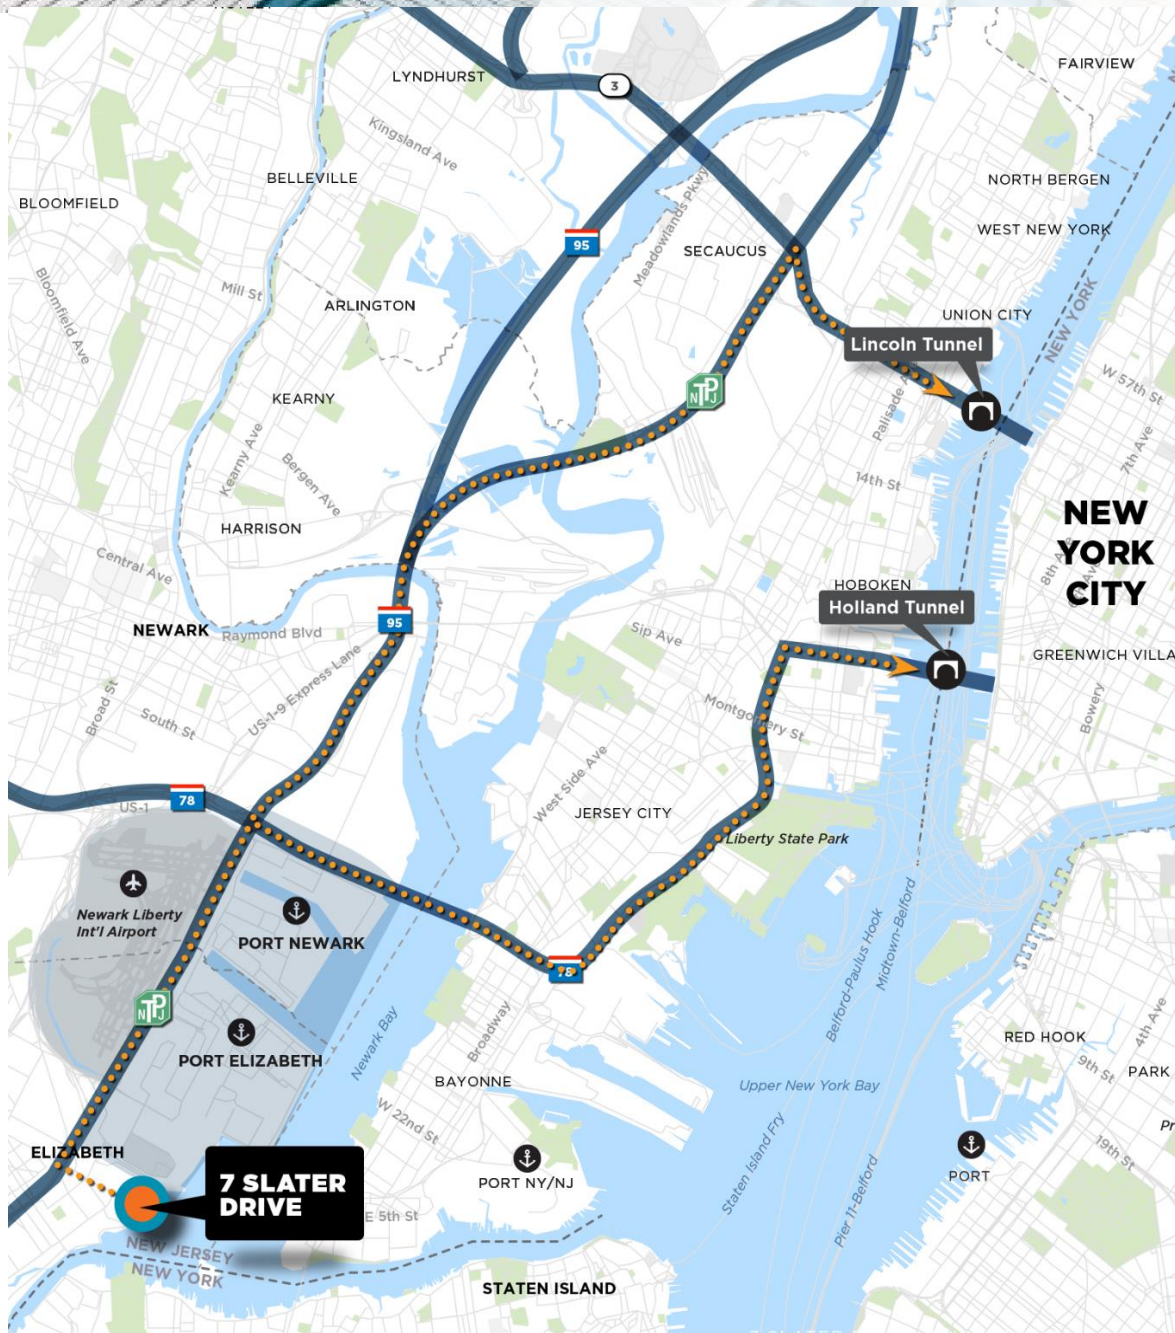 FAIRVIEW
LYNDHURST
3
Kingsland Ave
BELLEVILLE
NORTH BERGEN
BLOOMFIELD
WEST NEW YORK
95
SECAUCUS
Meadowlands Pkwy
Bloomfield Ave
Mill St
ARLINGTON
UNION CITY
NEW YORK
Lincoln Tunnel
W 57th St
NTPJ
KEARNY
Palisade A
7th Ave
Kearny Ave
Bergen Ave
14th St
HARRISON
NEW
YORK
CITY
8th Ave
Central Ave
HOBOKEN
Holland Tunnel
95
NEWARK
Raymond Blvd
Sip Ave
GREENWICH VILLA
US-1-9 Express Lane
Broad St
South St
Montgomery St
Bowery
78
US-1
West Side Ave
JERSEY CITY
Liberty State Park
Newark Liberty
Int'l Airport
PORT NEWARK
78
Belford-Paulus Hook
Midtown-Belford
NTPJ
PORT ELIZABETH
Newark Bay
Broadway
BAYONNE
Upper New York Bay
RED HOOK
4th Ave
9th St
PARK
W 22nd St
Pr
19th St
ELIZABETH
7 SLATER
DRIVE
PORT NY/NJ
Staten Island Fry
PORT
E 5th St
Pier 11-Belford
NEW JERSEY
NEW YORK
STATEN ISLAND